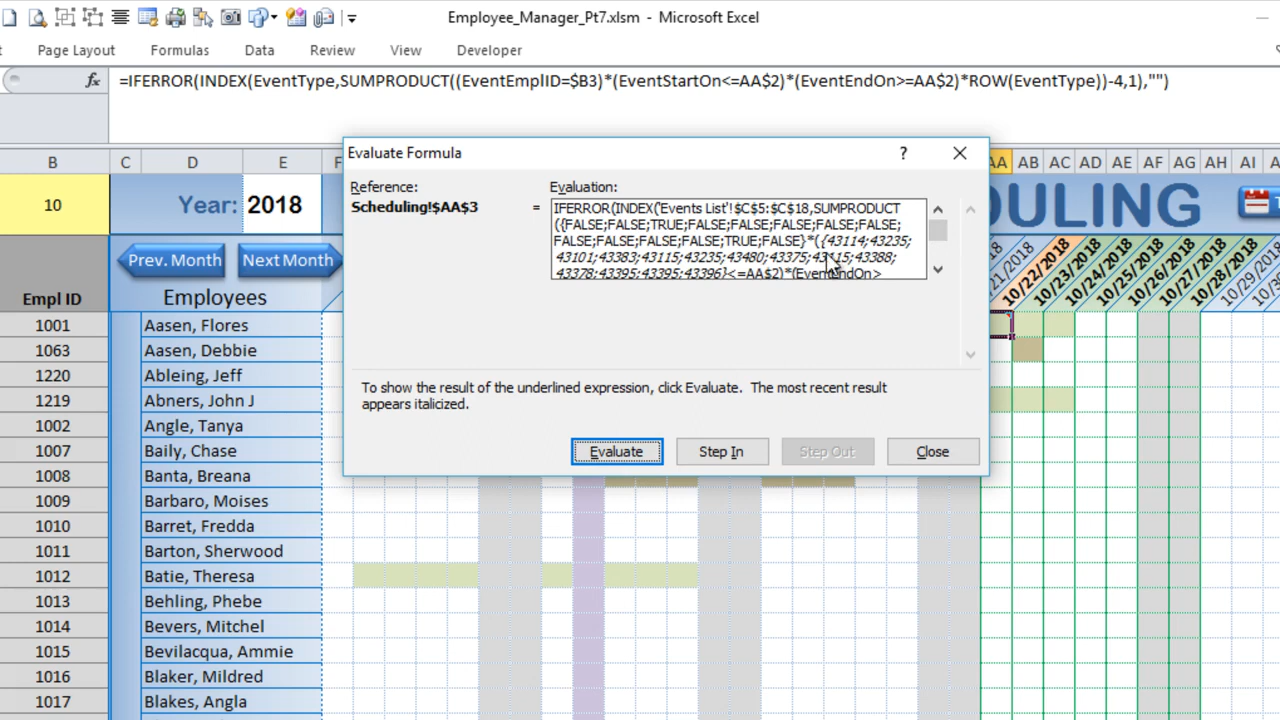 Employee_Manager_Pt7.xlsm - Microsoft Excel
Page Layout Formulas Data Review View Developer
fx =IFERROR(INDEX(EventType,SUMPRODUCT((EventEmplID=$B3)*(EventStartOn<=AA$2)*(EventEndOn>=AA$2)*ROW(EventType))-4,1),"")
Evaluate Formula ?
B C D E F AA AB AC AD AE AF AG AH AI
Reference: Evaluation:
Scheduling!$AA$3 = IFERROR(INDEX('Events List'!$C$5:$C$18,SUMPRODUCT
({FALSE;FALSE;TRUE;FALSE;FALSE;FALSE;FALSE;FALSE;
FALSE;FALSE;FALSE;FALSE;TRUE;FALSE}*({43114;43235;
43101;43383;43115;43235;43480;43375;43115;43388;
43378;43395;43395;43396}<=AA$2)*(EventEndOn>
10 Year: 2018 DULING
Prev. Month Next Month
Empl ID Employees
10/22/2018 10/23/2018 10/24/2018 10/25/2018 10/26/2018 10/27/2018 10/28/2018 10/29/2018
1001 Aasen, Flores
1063 Aasen, Debbie
1220 Ableing, Jeff
1219 Abners, John J
1002 Angle, Tanya
1007 Baily, Chase
1008 Banta, Breana
1009 Barbaro, Moises
1010 Barret, Fredda
1011 Barton, Sherwood
1012 Batie, Theresa
1013 Behling, Phebe
1014 Bevers, Mitchel
1015 Bevilacqua, Ammie
1016 Blaker, Mildred
1017 Blakes, Angla
To show the result of the underlined expression, click Evaluate. The most recent result
appears italicized.
Evaluate Step In Step Out Close